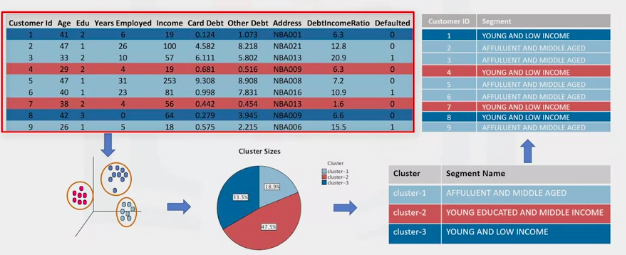 Customer Id Age Edu Years Employed Income Card Debt Other Debt Address DebtIncomeRatio Defaulted
1 41 2 6 19 0.124 1.073 NBA001 6.3 0
2 47 1 26 100 4.582 8.218 NBA021 12.8 0
3 33 2 10 57 6.111 5.802 NBA013 20.9 1
4 29 2 4 19 0.681 0.516 NBA009 6.3 0
5 47 1 31 253 9.308 8.908 NBA008 7.2 0
6 40 1 23 81 0.998 7.831 NBA016 10.9 1
7 38 2 4 56 0.442 0.454 NBA013 1.6 0
8 42 3 0 64 0.279 3.945 NBA009 6.6 0
9 26 1 5 18 0.575 2.215 NBA006 15.5 1
Customer ID Segment
1 YOUNG AND LOW INCOME
2 AFFULUENT AND MIDDLE AGED
3 AFFULUENT AND MIDDLE AGED
4 YOUNG AND LOW INCOME
5 AFFULUENT AND MIDDLE AGED
6 AFFULUENT AND MIDDLE AGED
7 YOUNG AND LOW INCOME
8 YOUNG AND LOW INCOME
9 AFFULUENT AND MIDDLE AGED
Cluster Sizes
Cluster
cluster-1
cluster-2
cluster-3
18.9%
47.5%
Cluster Segment Name
cluster-1 AFFULUENT AND MIDDLE AGED
cluster-2 YOUNG EDUCATED AND MIDDLE INCOME
cluster-3 YOUNG AND LOW INCOME